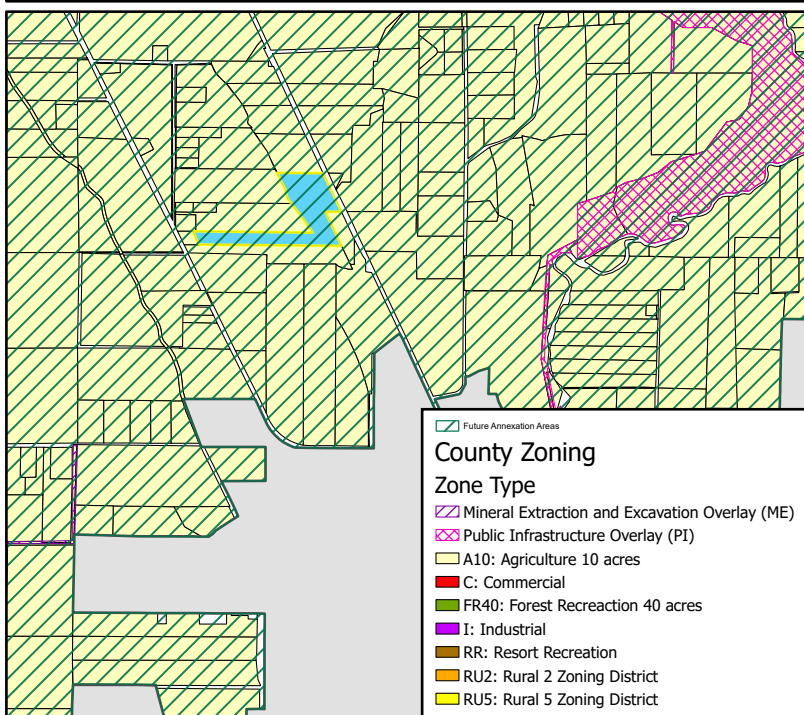 Future Annexation Areas
County Zoning
Zone Type
Mineral Extraction and Excavation Overlay (ME)
Public Infrastructure Overlay (PI)
A10: Agriculture 10 acres
C: Commercial
FR40: Forest Recreaction 40 acres
I: Industrial
RR: Resort Recreation
RU2: Rural 2 Zoning District
RU5: Rural 5 Zoning District